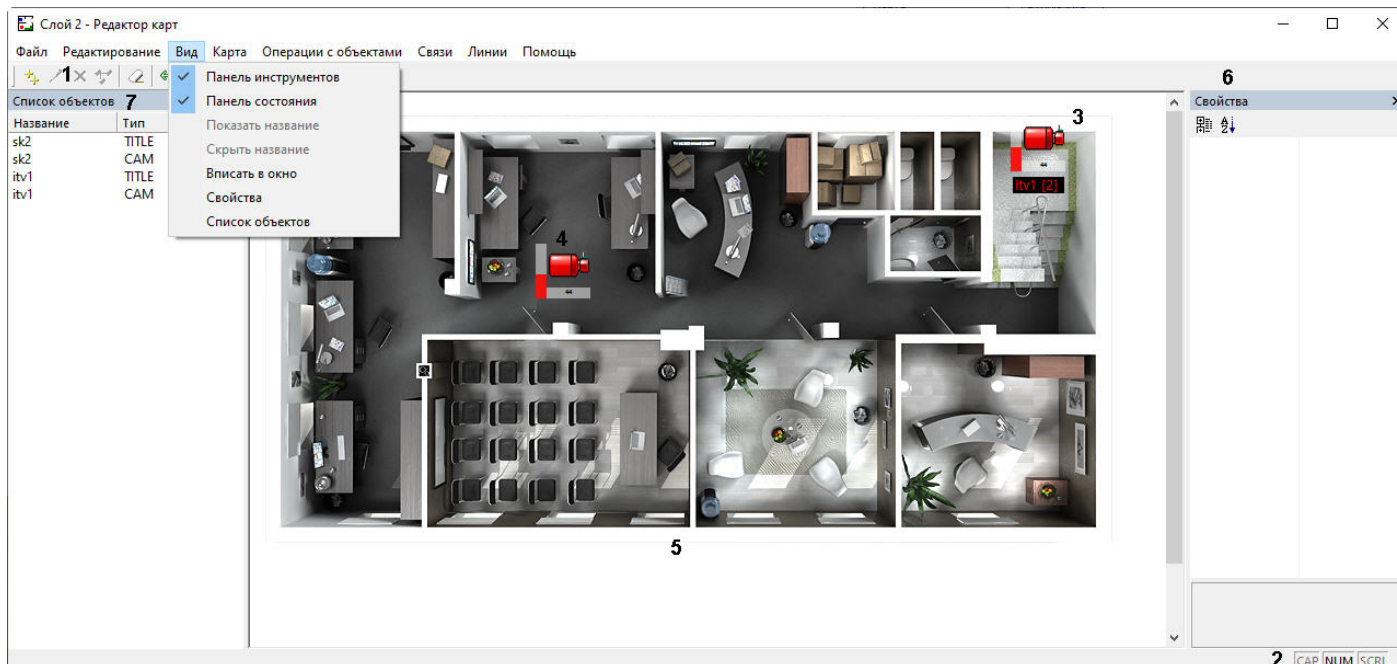 Слой 2 - Редактор карт
Файл Редактирование Вид Карта Операции с объектами Связи Линии Помощь
1
6
Список объектов 7
Название Тип
sk2 TITLE
sk2 CAM
itv1 TITLE
itv1 CAM
Панель инструментов
Панель состояния
Показать название
Скрыть название
Вписать в окно
Свойства
Список объектов
3
itv1 [2]
4
5
Свойства
2 CAP NUM SCRL